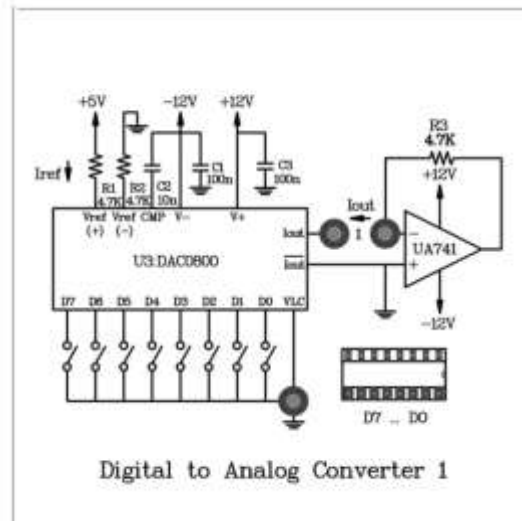 +5V
-12V
+12V
R3
4.7K
+12V
Iref
R1
4.7K
R2
4.7K
C2
10n
C1
100n
C3
100n
Vref
(+)
Vref
(-)
CMP
V-
V+
Iout
Iout
1
-
+
UA741
U3:DAC0800
Iout
-12V
D7 D6 D5 D4 D3 D2 D1 D0 VLC
D7 .. D0
Digital to Analog Converter 1